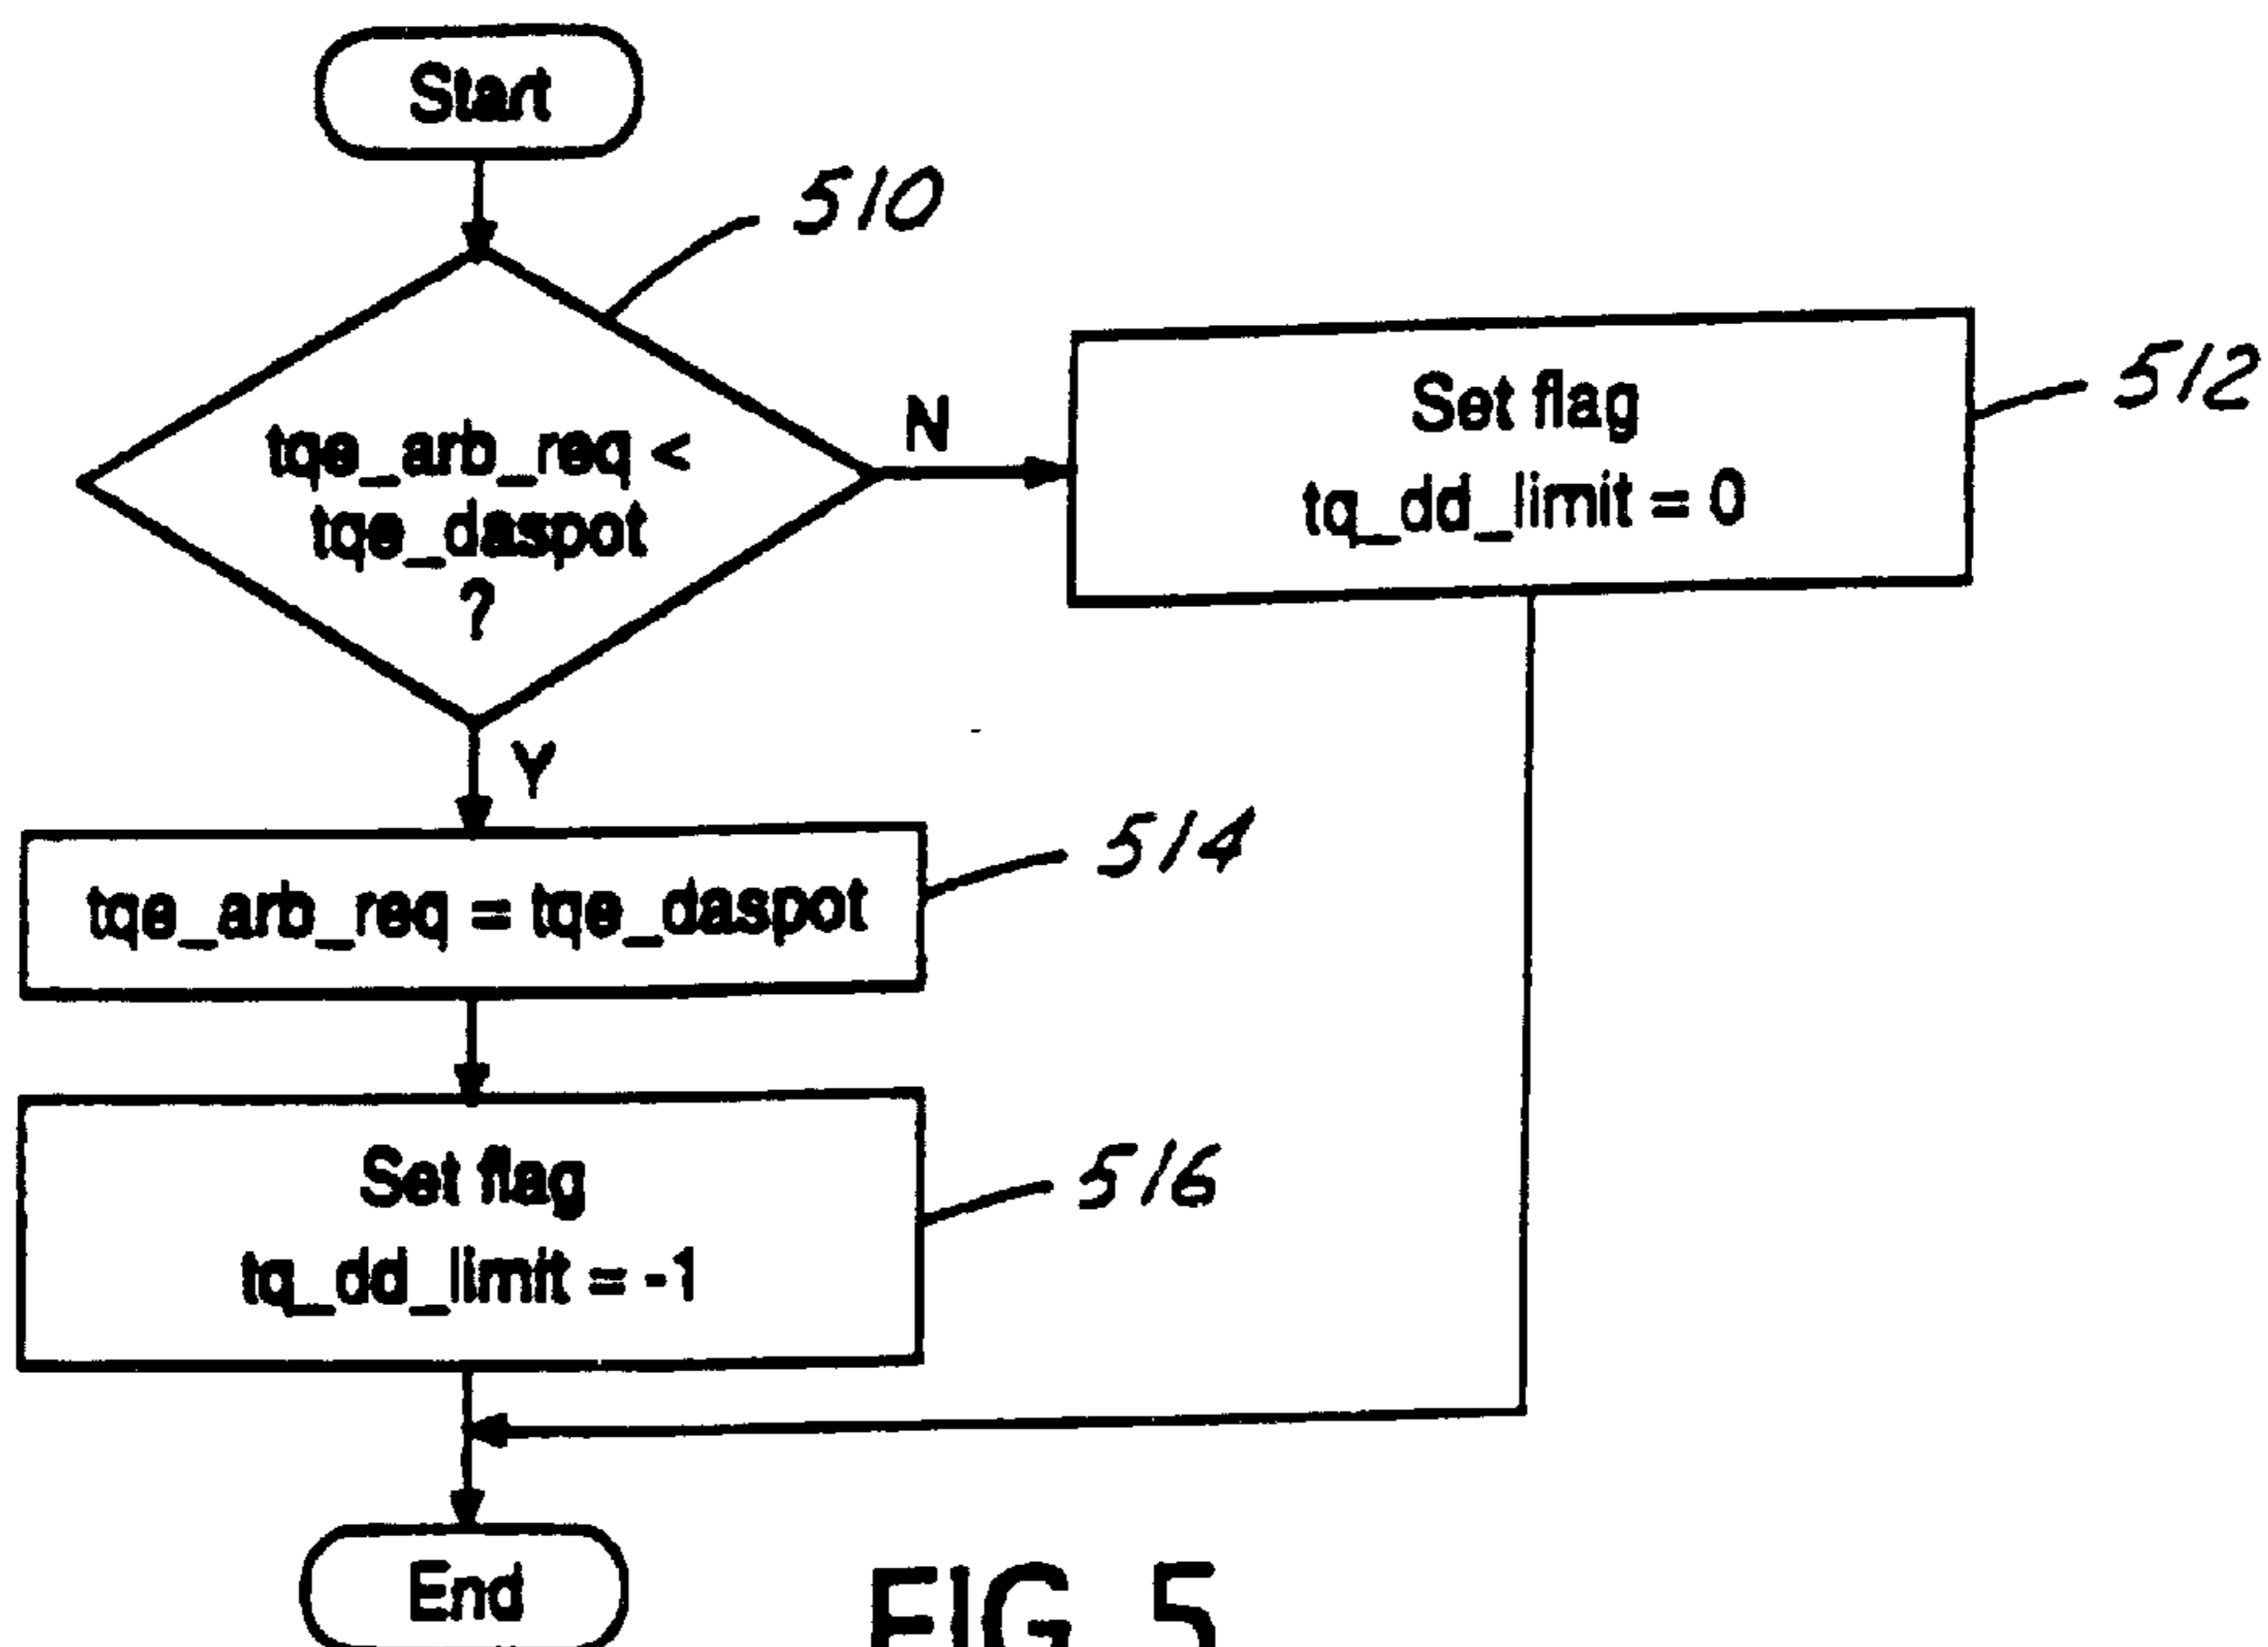 Start
510
tqe_arb_req <
tqe_daspot
?
N
Set flag
tq_dd_limit = 0
512
Y
tqe_arb_req = tqe_daspot
514
Set flag
tq_dd_limit = -1
516
End
FIG. 5